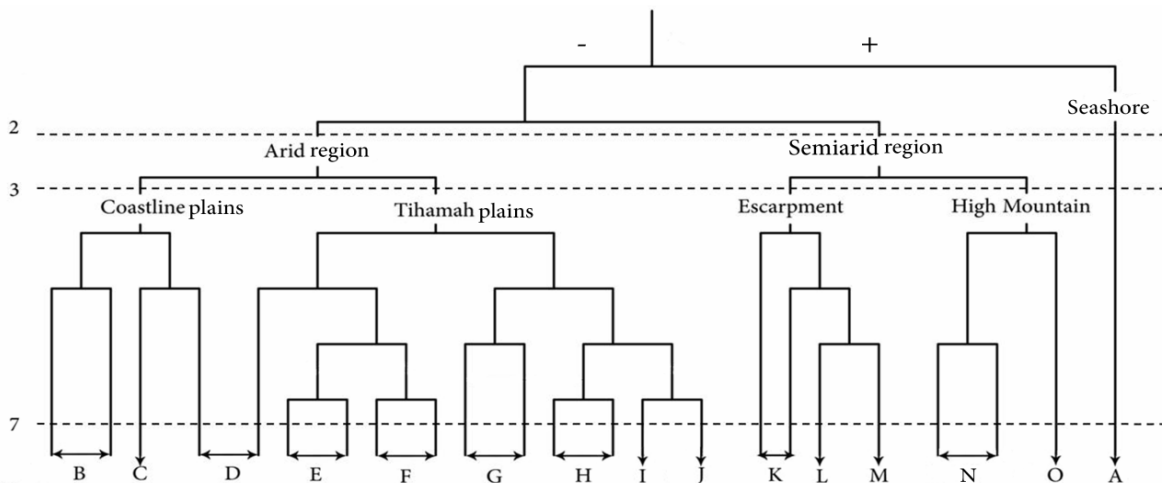 - +
Seashore
2
Arid region Semiarid region
3
Coastline plains Tihamah plains Escarpment High Mountain
7
B C D E F G H I J K L M N O A